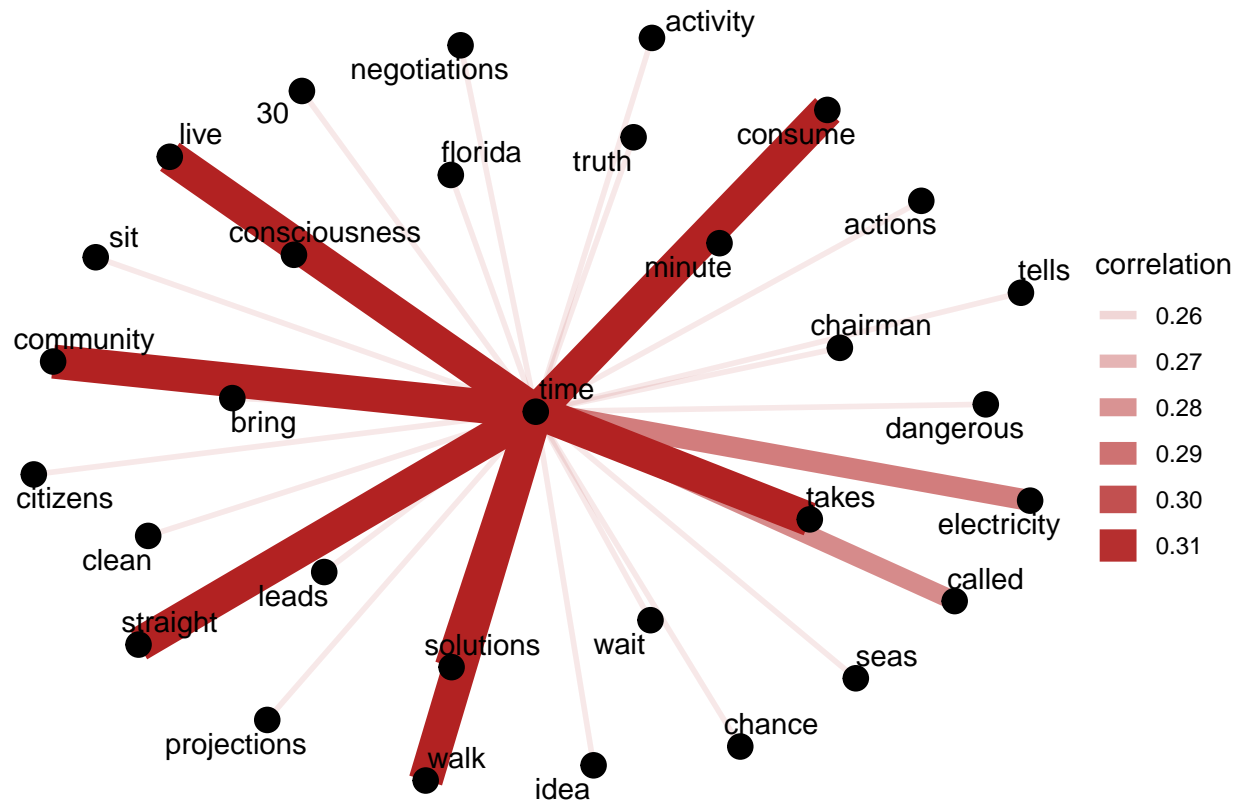 activity
negotiations
30
consume
live
florida
truth
actions
sit
consciousness
minute
tells
correlation
0.26
0.27
0.28
0.29
0.30
0.31
community
chairman
time
bring
dangerous
citizens
takes
electricity
clean
leads
called
straight
solutions
wait
seas
projections
walk
chance
idea